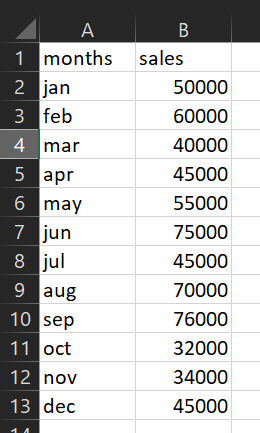 A B
1 months sales
2 jan 50000
3 feb 60000
4 mar 40000
5 apr 45000
6 may 55000
7 jun 75000
8 jul 45000
9 aug 70000
10 sep 76000
11 oct 32000
12 nov 34000
13 dec 45000